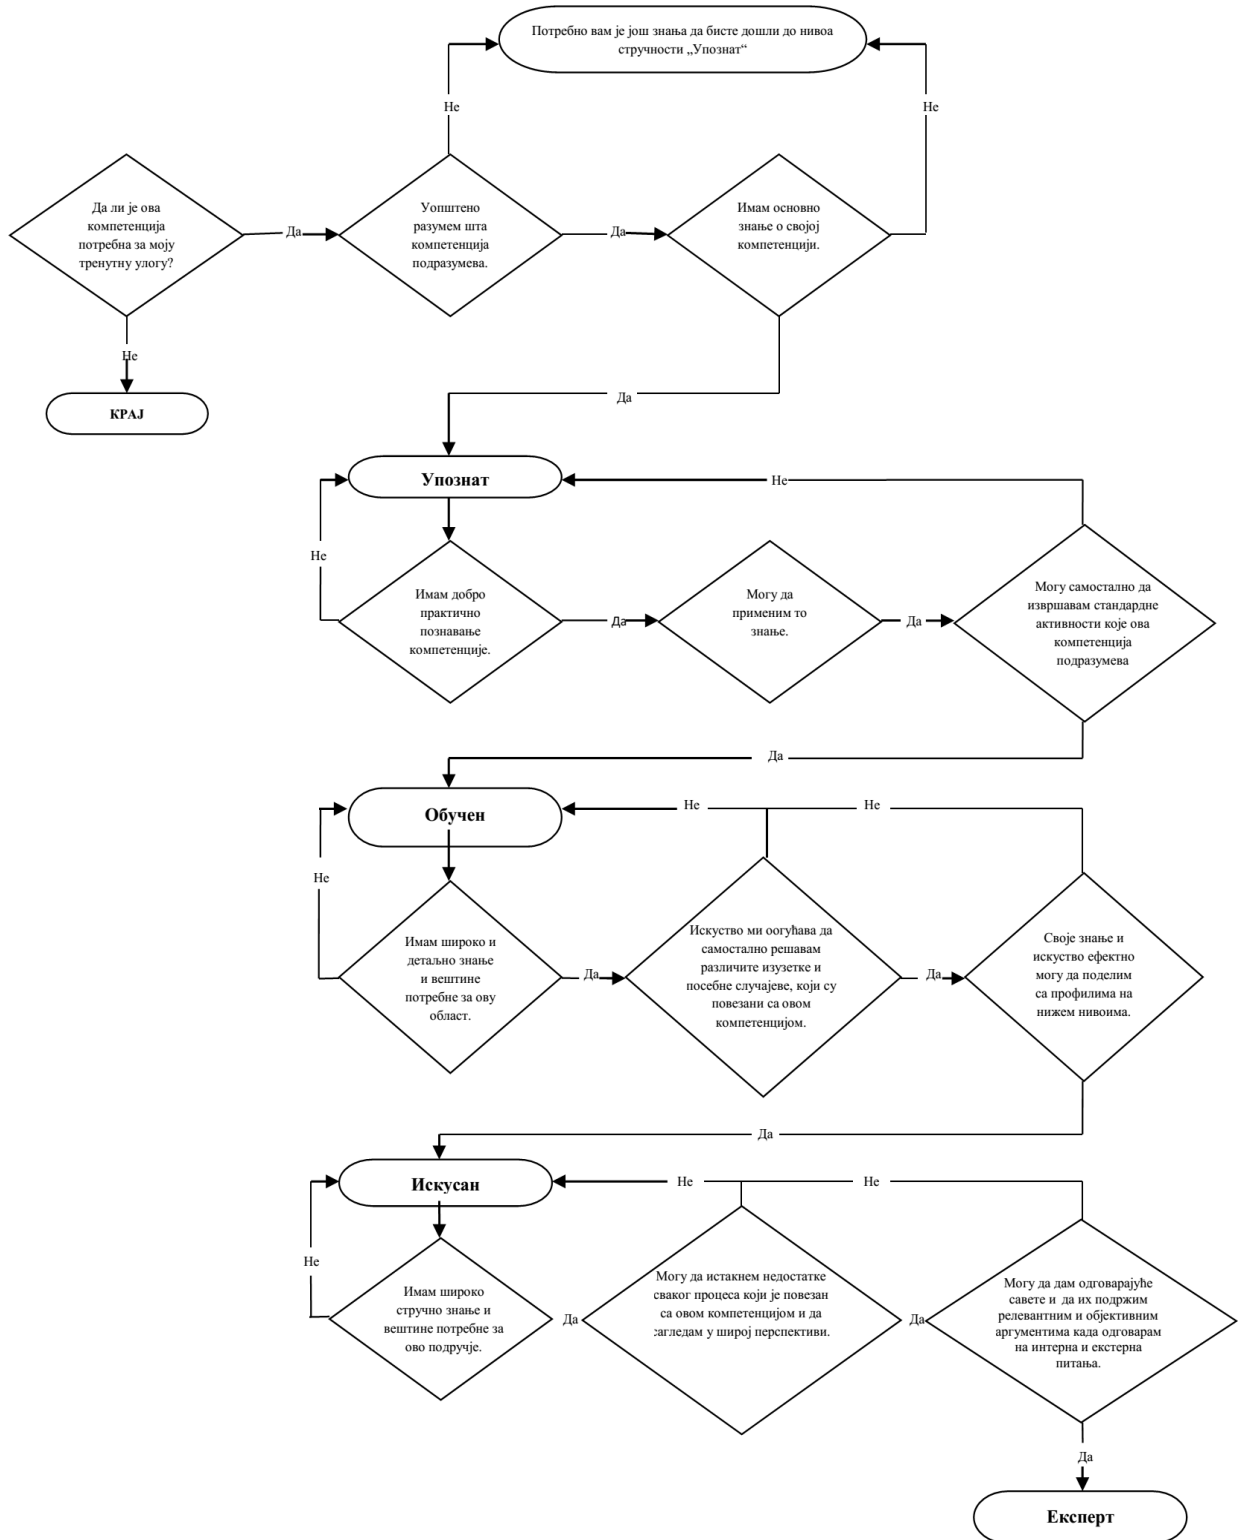 Потребно вам је још знања да бисте дошли до нивоа
стручности „Упознат“
Не
Не
Да ли је ова
компетенција
потребна за моју
тренутну улогу?
Да
Уопштено
разумем шта
компетенција
подразумева.
Да
Имам основно
знање о својој
компетенцији.
Не
КРАЈ
Да
Упознат
Не
Не
Имам добро
практично
познавање
компетенције.
Да
Могу да
применим то
знање.
Да
Могу самостално да
извршавам стандардне
активности које ова
компетенција
подразумева
Да
Обучен
Не
Не
Не
Имам широко и
детаљно знање
и вештине
потребне за ову
област.
Да
Искуство ми оогућава да
самостално решавам
различите изузетке и
посебне случајеве, који су
повезани са овом
компетенцијом.
Да
Своје знање и
искуство ефектно
могу да поделим
са профилима на
нижем нивоима.
Да
Искусан
Не
Не
Не
Имам широко
стручно знање и
вештине потребне за
ово подручје.
Да
Могу да истакнем недостатке
сваког процеса који је повезан
са овом компетенцијом и да
сагледам у широј перспективи.
Да
Могу да дам одговарајуће
савете и да их подржим
релевантним и објективним
аргументима када одговарам
на интерна и екстерна
питања.
Да
Експерт